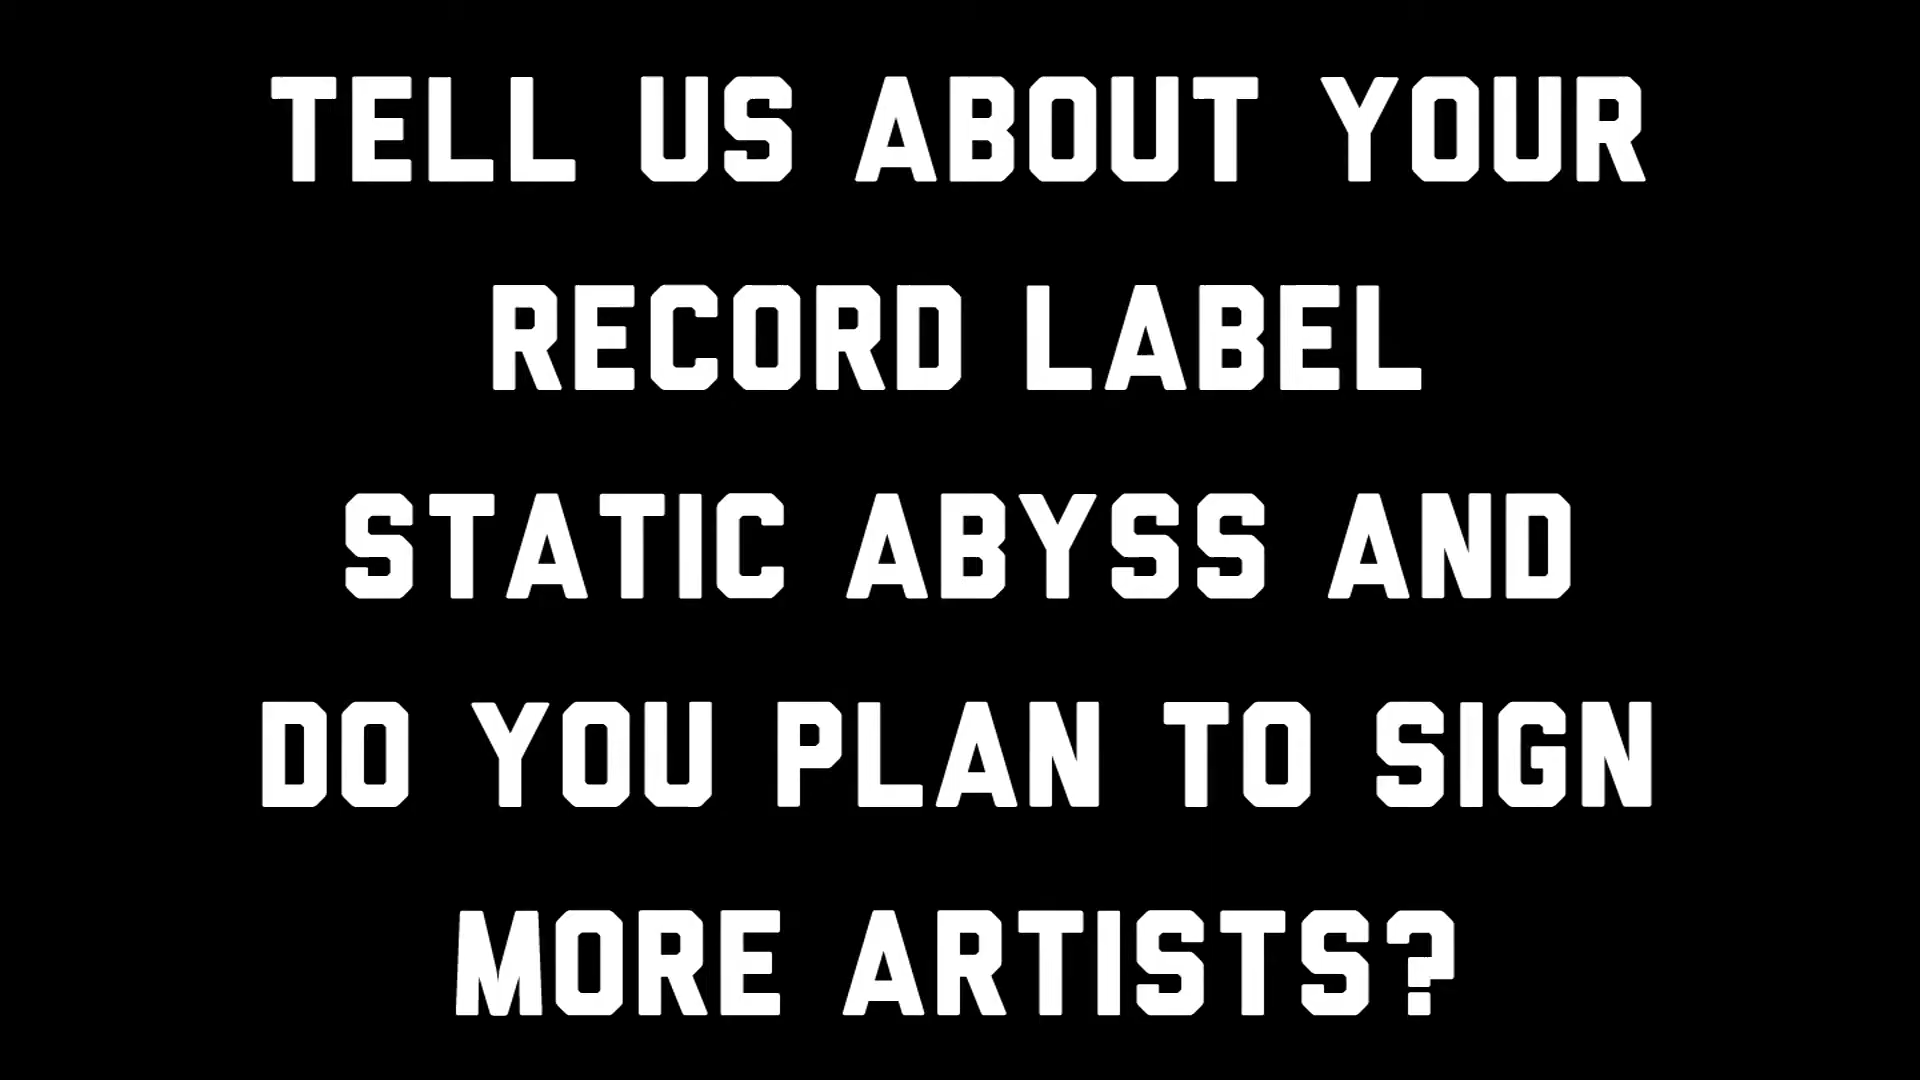 TELL US ABOUT YOUR
RECORD LABEL
STATIC ABYSS AND
DO YOU PLAN TO SIGN
MORE ARTISTS?